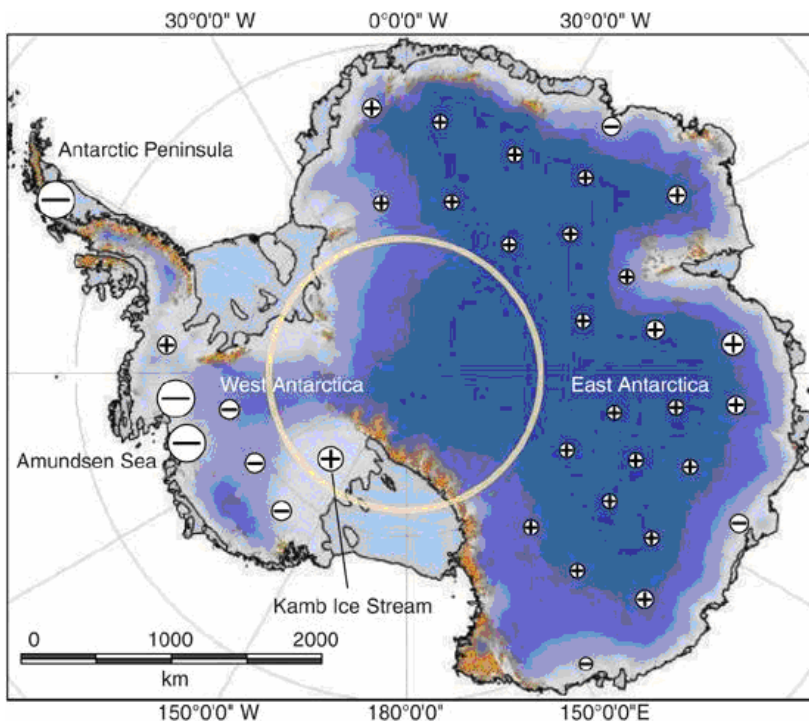 30°0'0" W
0°0'0" W
30°0'0" W
Antarctic Peninsula
West Antarctica
East Antarctica
Amundsen Sea
Kamb Ice Stream
0 1000 2000
km
150°0'0" W
180°0'0"
150°0'0"E